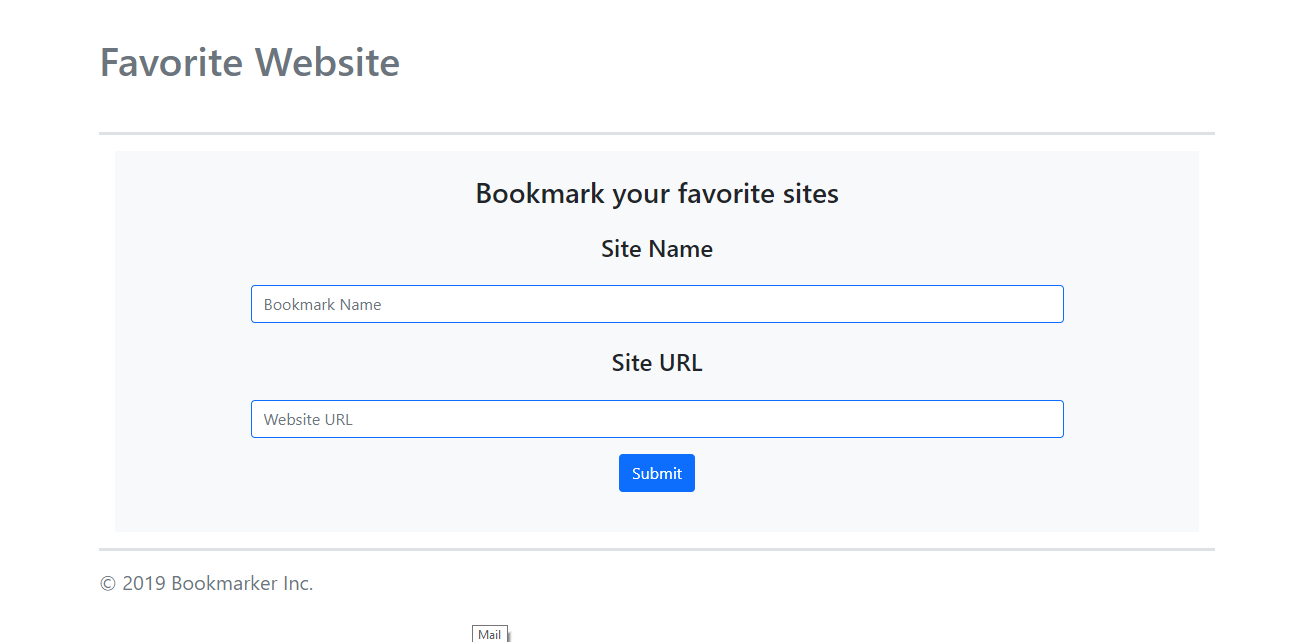 Favorite Website
Bookmark your favorite sites
Site Name
Bookmark Name
Site URL
Website URL
Submit
© 2019 Bookmarker Inc.
Mail